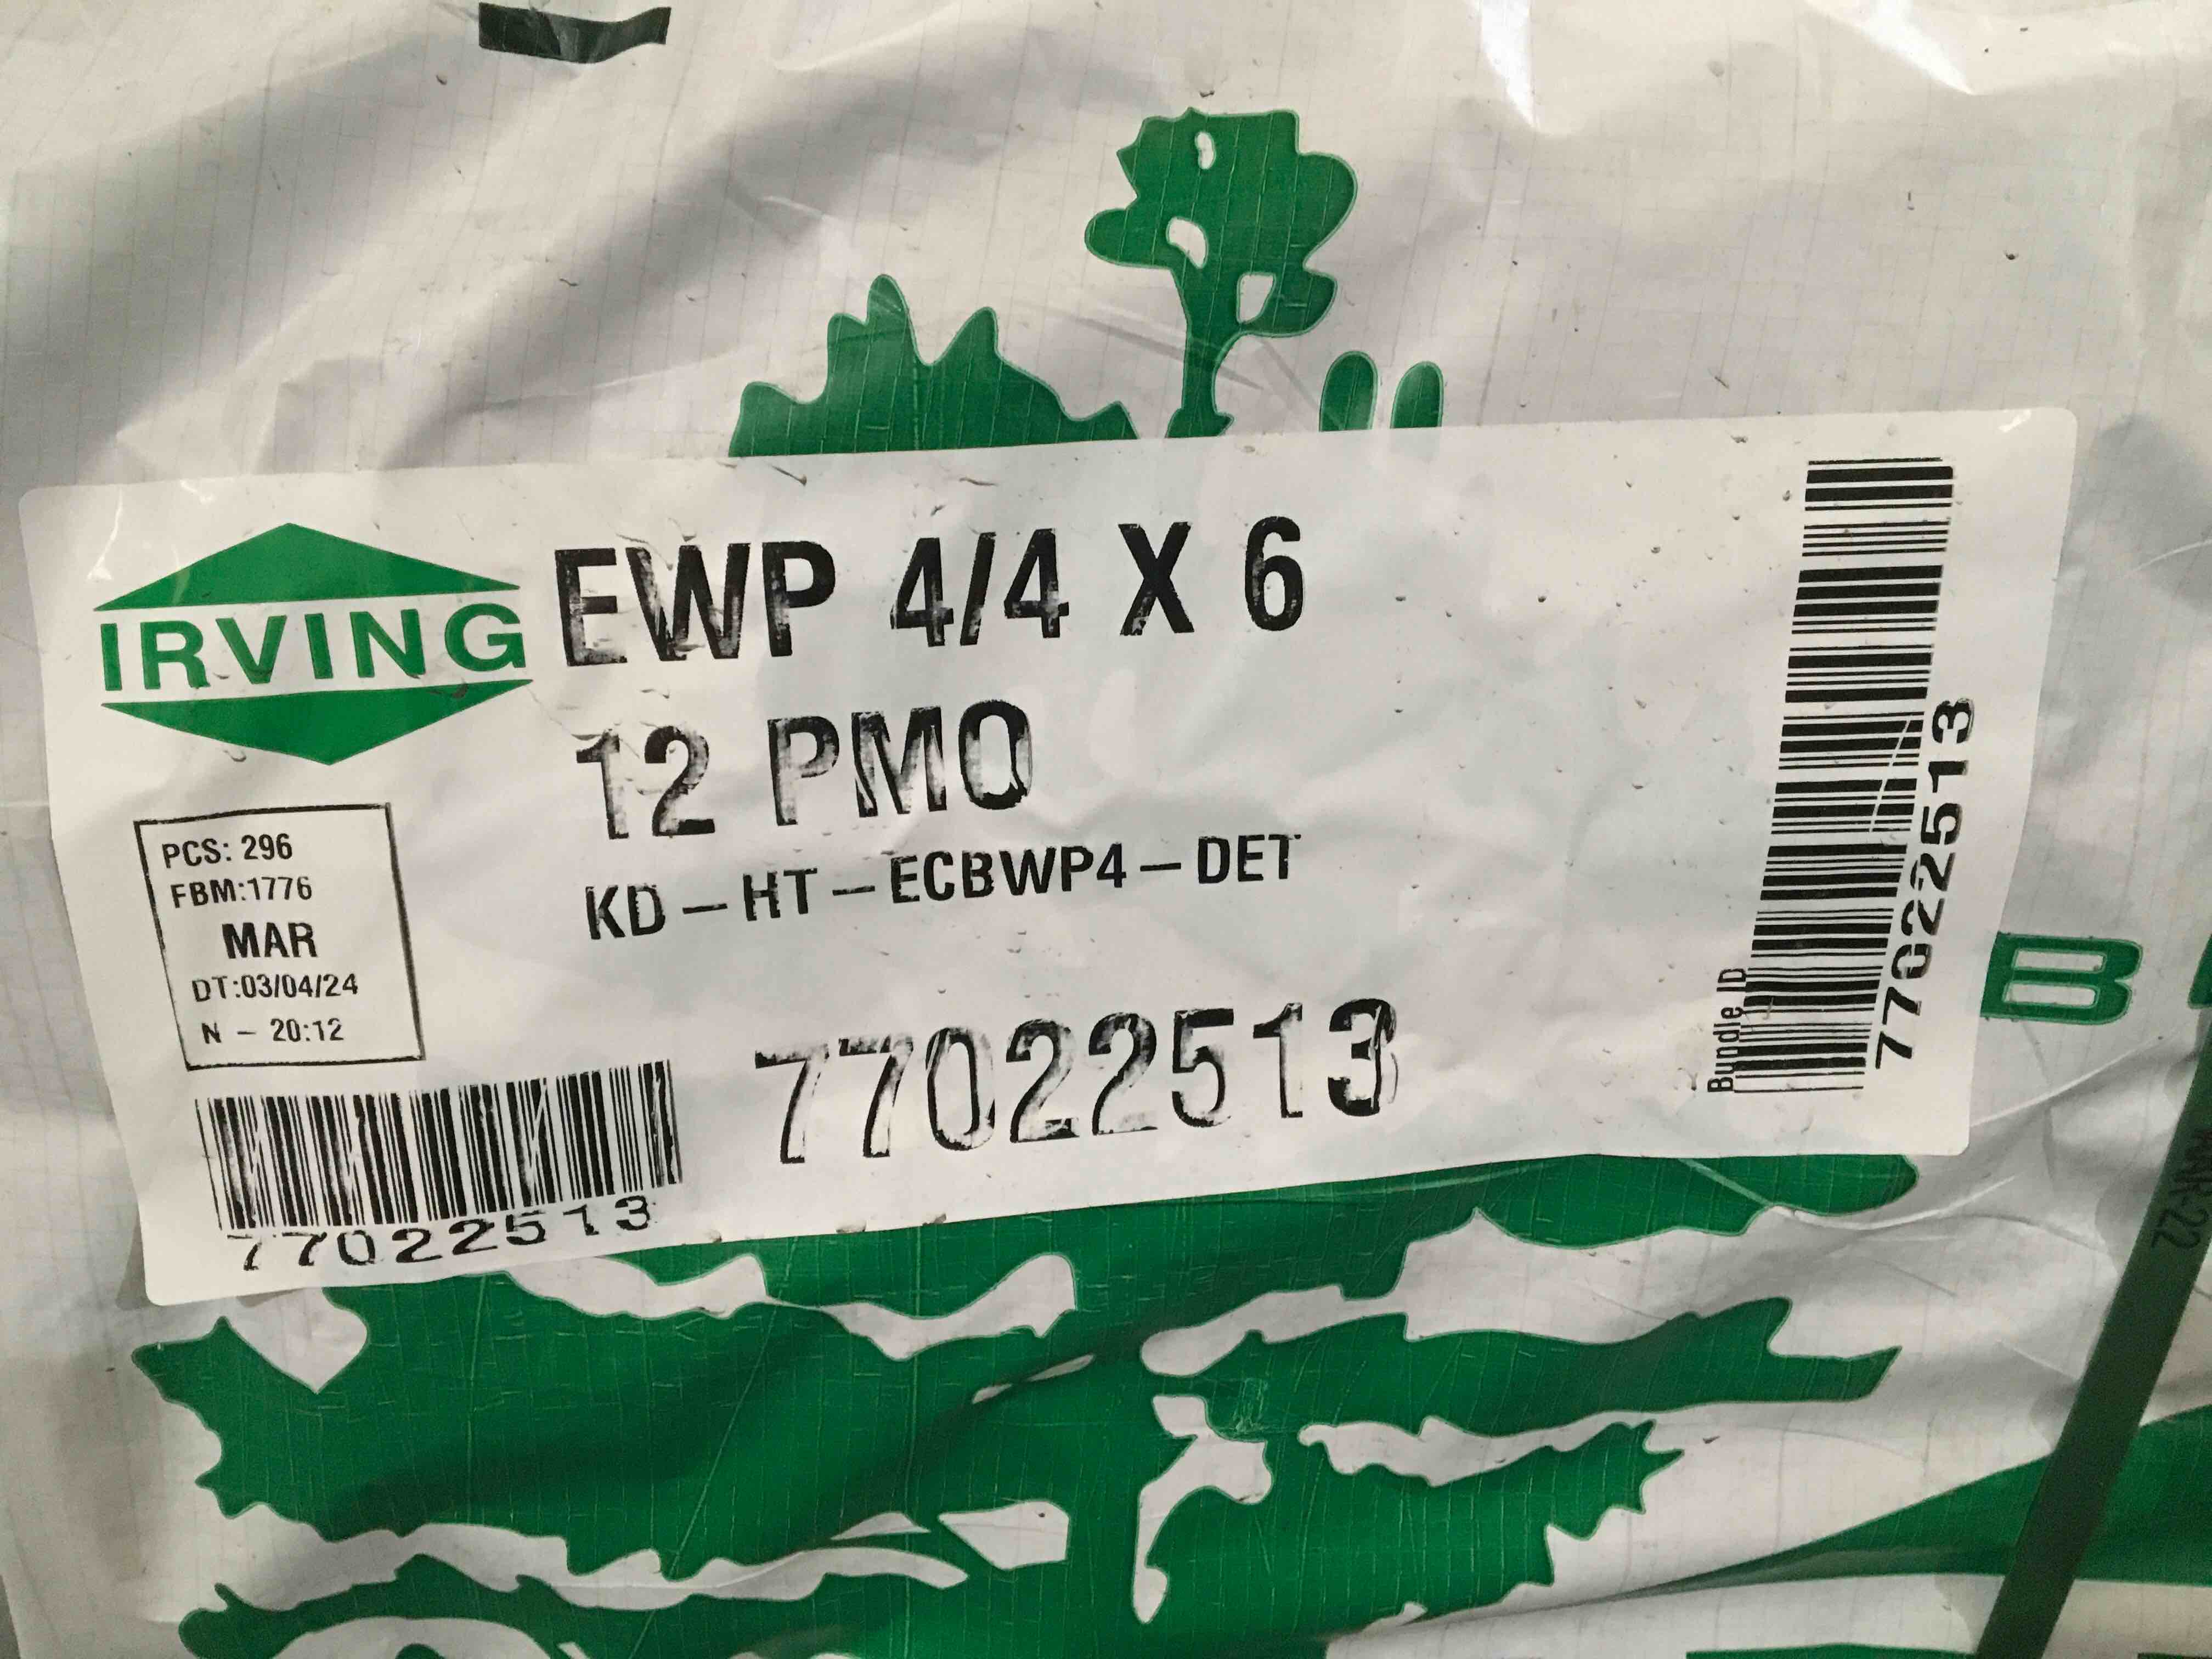 IRVING
EWP 4/4 X 6
12 PMO
KD-HT-ECBWP4-DET
PCS: 296
FBM:1776
MAR
DT:03/04/24
N - 20:12
77022513
77022513
Bundle ID
77022513
B